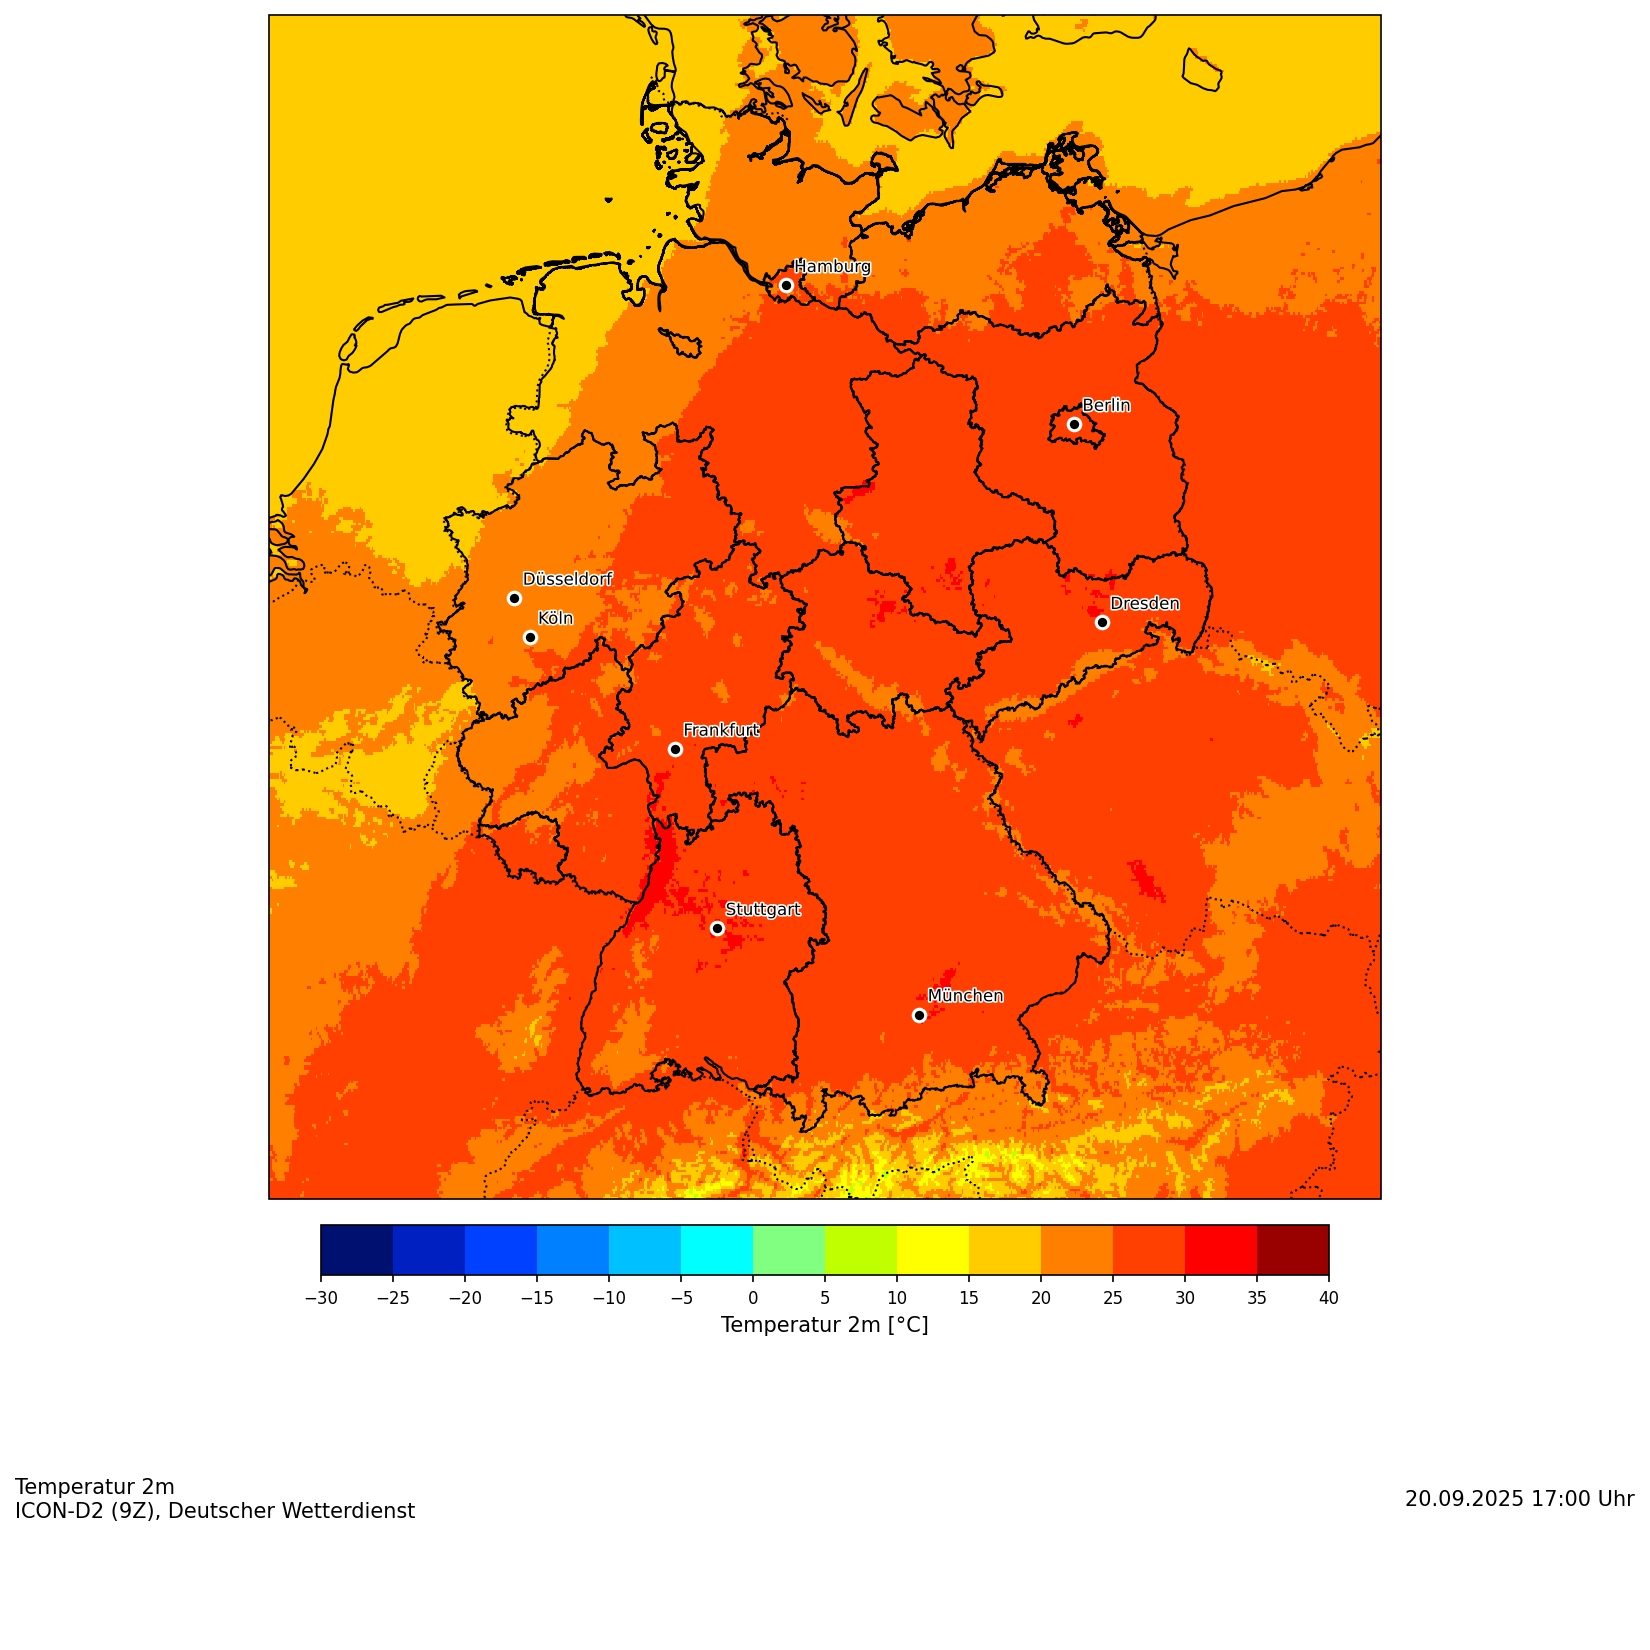 Hamburg
Berlin
Düsseldorf
Köln
Dresden
Frankfurt
Stuttgart
München
−30 −25 −20 −15 −10 −5 0 5 10 15 20 25 30 35 40
Temperatur 2m [°C]
Temperatur 2m
ICON-D2 (9Z), Deutscher Wetterdienst
20.09.2025 17:00 Uhr